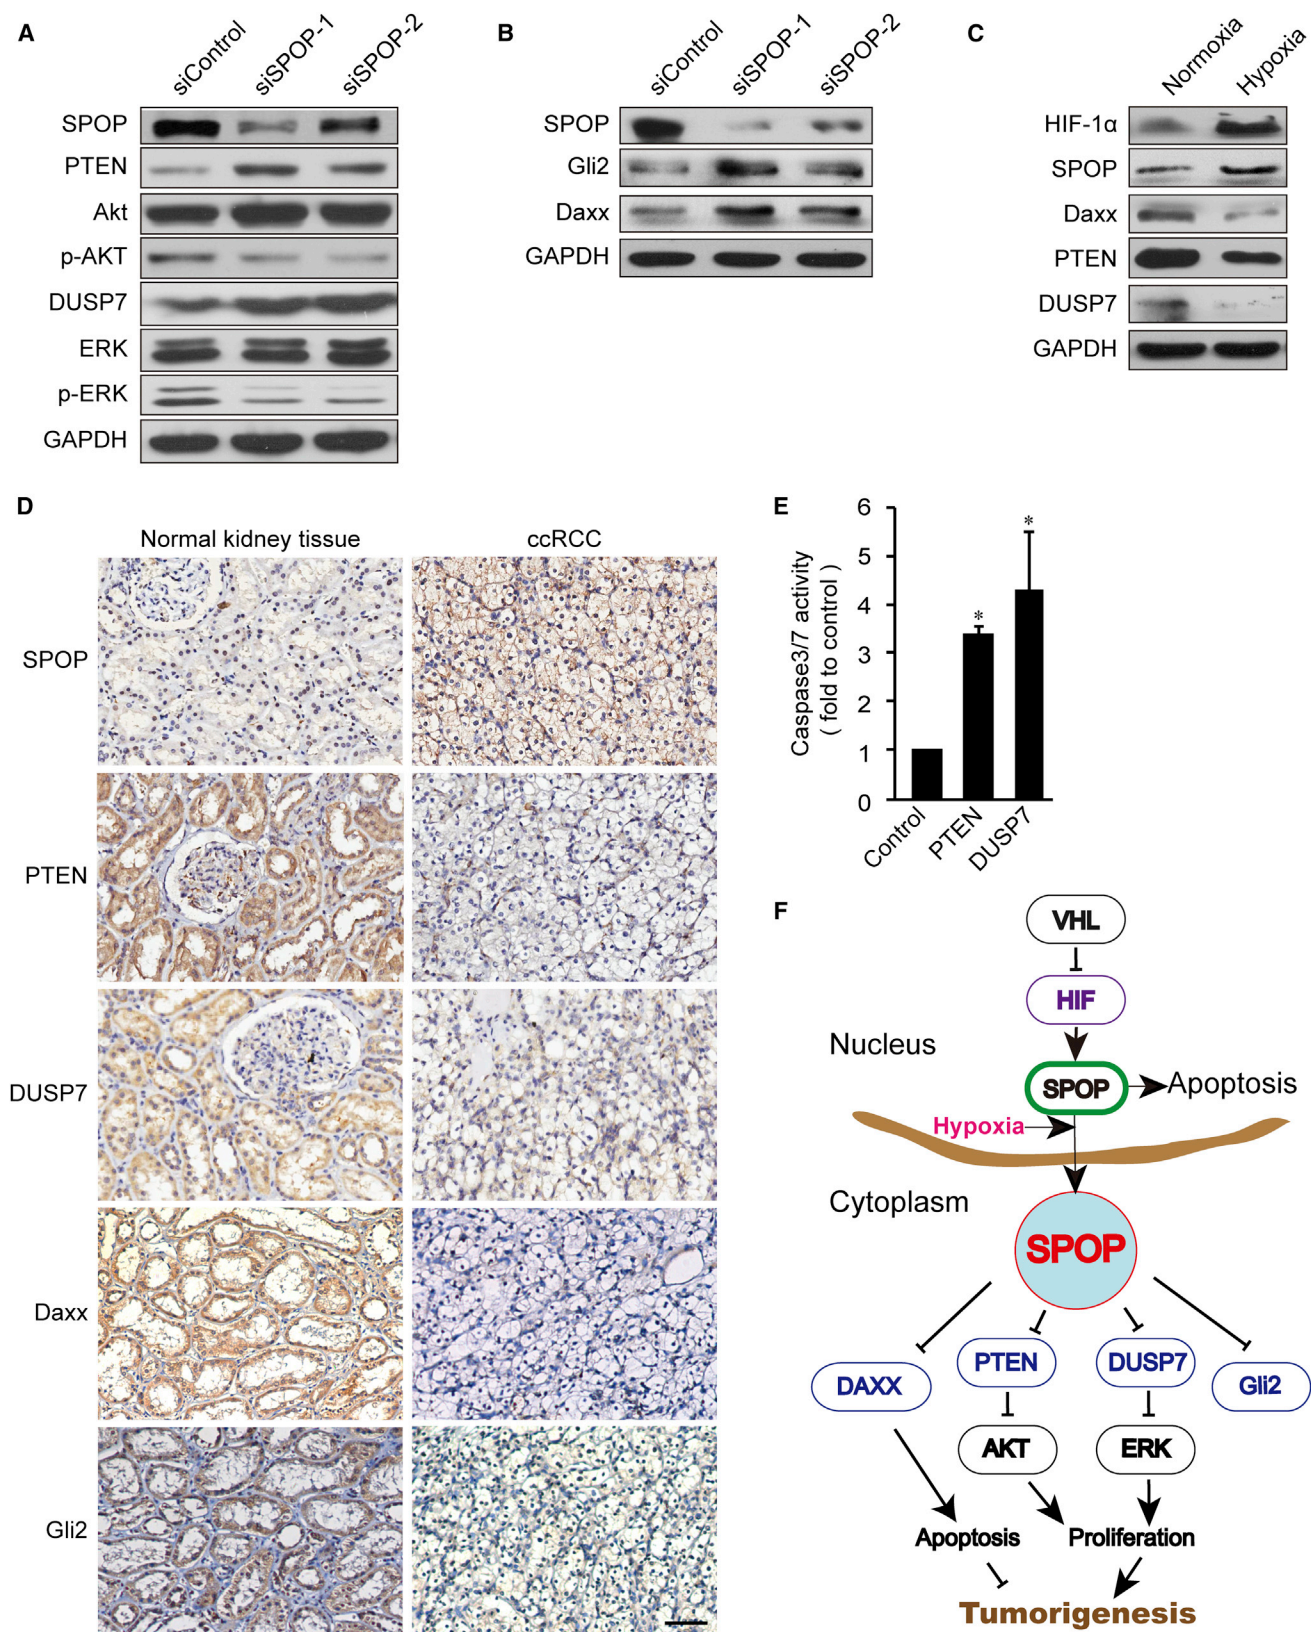 A
siControl
siSPOP-1
siSPOP-2
SPOP
PTEN
Akt
p-AKT
DUSP7
ERK
p-ERK
GAPDH
B
siControl
siSPOP-1
siSPOP-2
SPOP
Gli2
Daxx
GAPDH
C
Normoxia
Hypoxia
HIF-1α
SPOP
Daxx
PTEN
DUSP7
GAPDH
D
Normal kidney tissue
ccRCC
SPOP
PTEN
DUSP7
Daxx
Gli2
E
Caspase3/7 activity
( fold to control )
6
5
4
3
2
1
0
*
*
Control
PTEN
DUSP7
F
VHL
HIF
Nucleus
SPOP
Apoptosis
Hypoxia
Cytoplasm
SPOP
DAXX
PTEN
DUSP7
Gli2
AKT
ERK
Apoptosis
Proliferation
Tumorigenesis